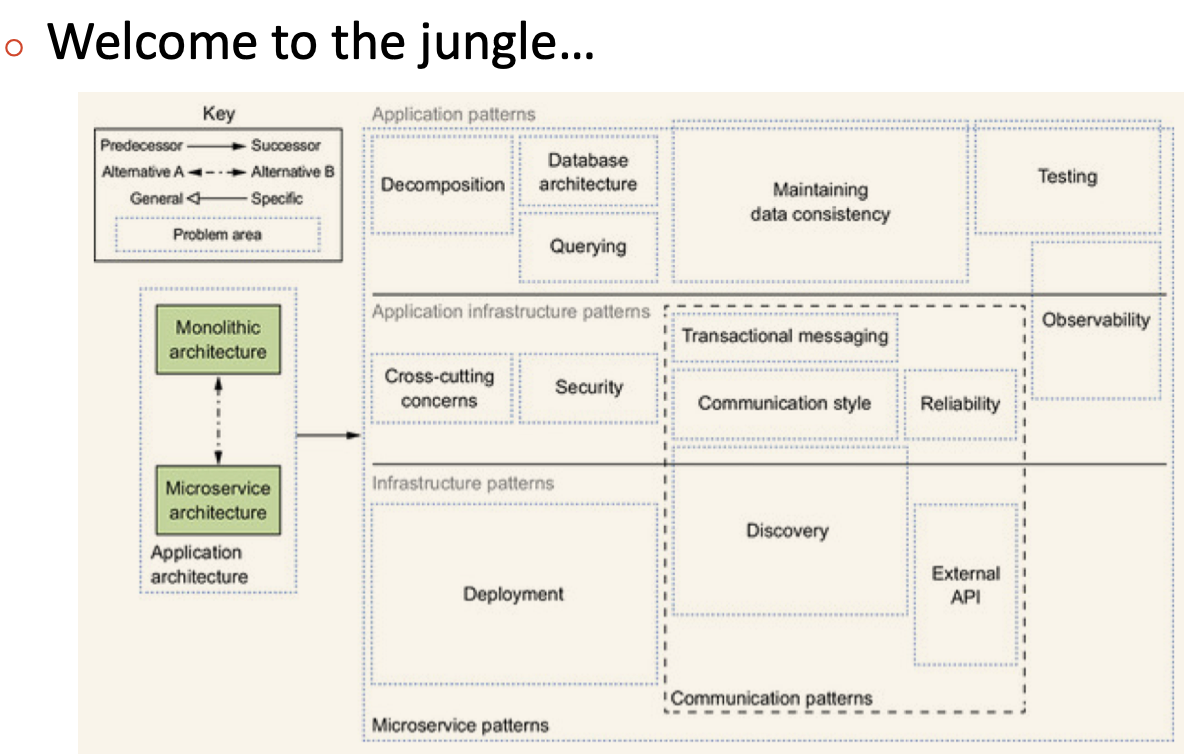 Welcome to the jungle...
Key
Predecessor Successor
Alternative A Alternative B
General Specific
Problem area
Monolithic
architecture
Microservice
architecture
Application
architecture
Application patterns
Decomposition
Database
architecture
Querying
Maintaining
data consistency
Testing
Observability
Application infrastructure patterns
Cross-cutting
concerns
Security
Transactional messaging
Communication style
Reliability
Infrastructure patterns
Deployment
Discovery
External
API
Communication patterns
Microservice patterns